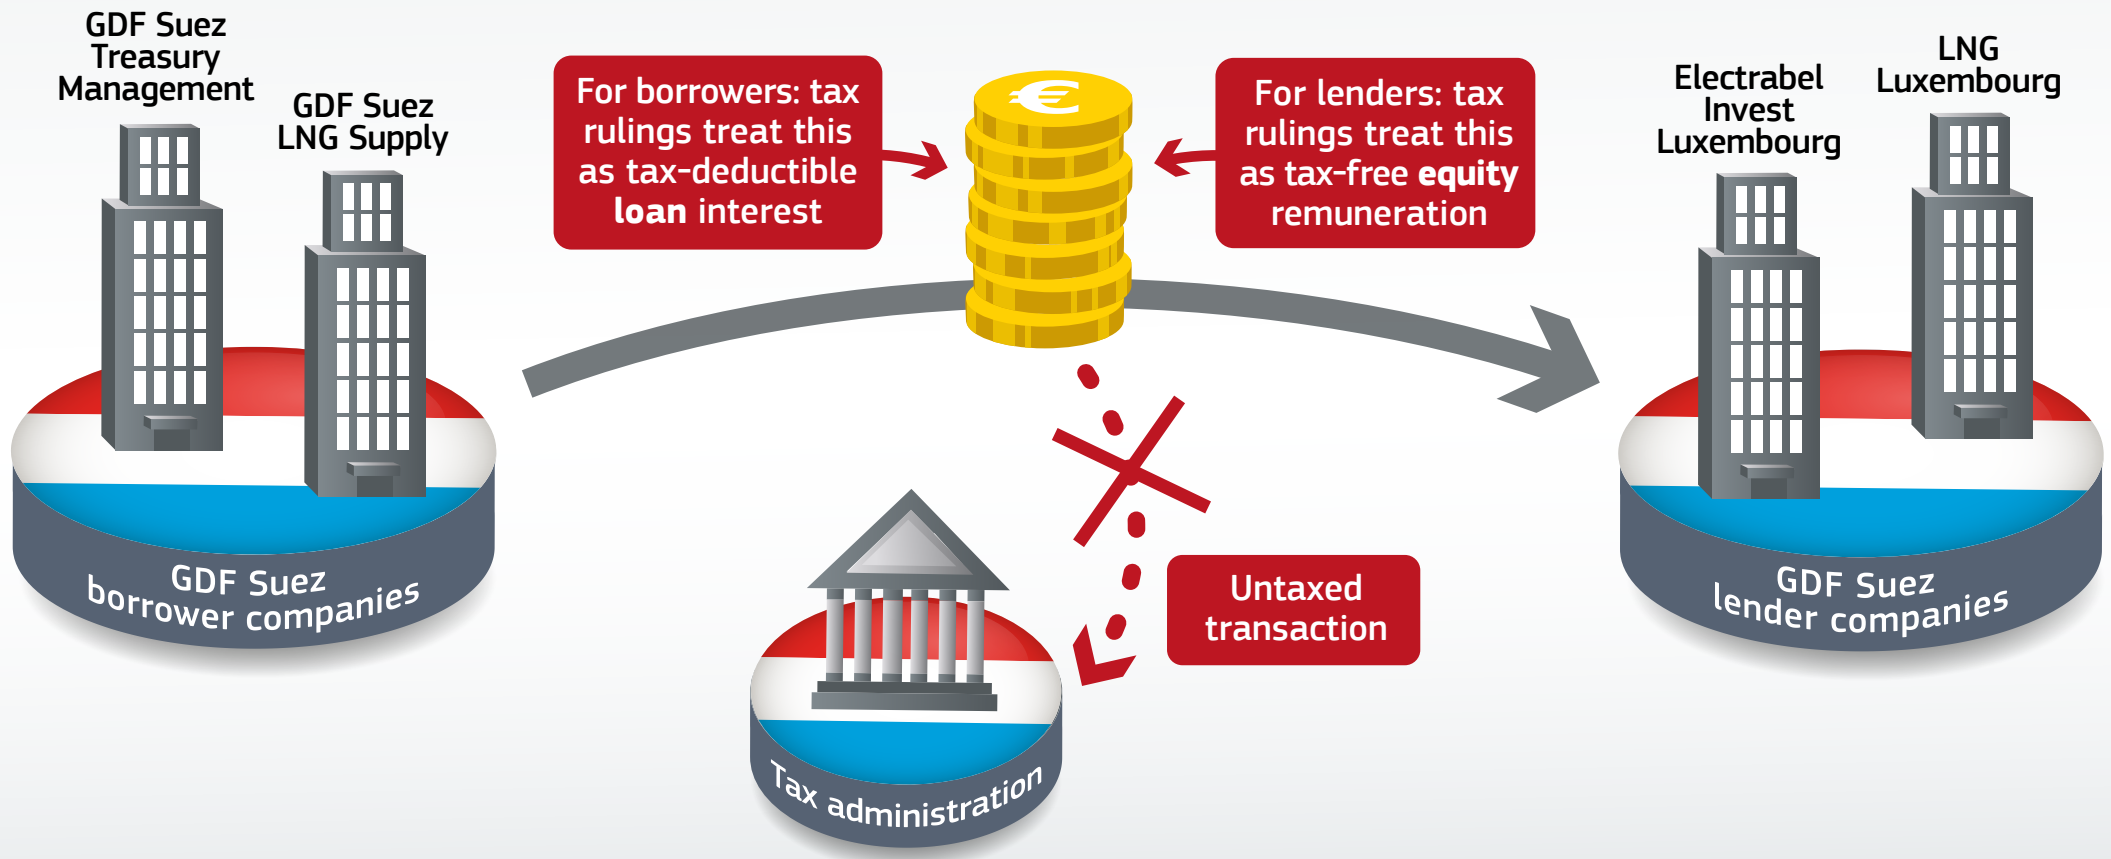 GDF Suez
Treasury
Management
GDF Suez
LNG Supply
For borrowers: tax
rulings treat this
as tax-deductible
loan interest
€
For lenders: tax
rulings treat this
as tax-free equity
remuneration
Electrabel
Invest
Luxembourg
LNG
Luxembourg
GDF Suez
borrower companies
Untaxed
transaction
GDF Suez
lender companies
Tax administration